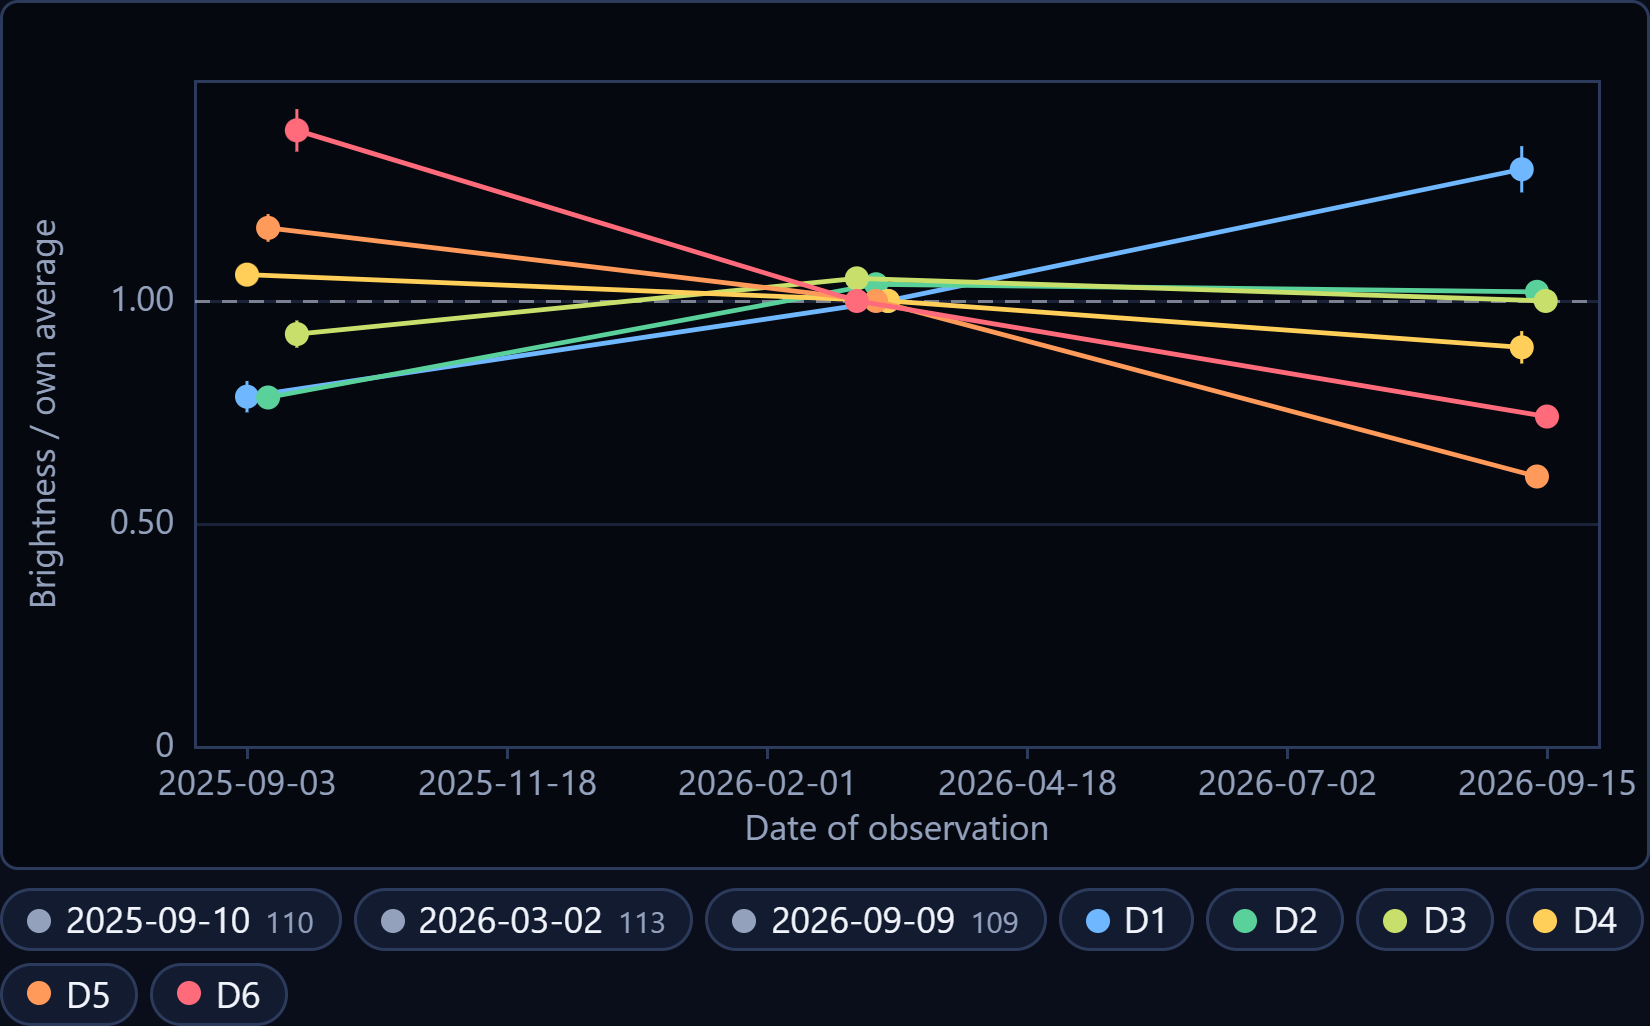 Brightness / own average
1.00
0.50
0
2025-09-03 2025-11-18 2026-02-01 2026-04-18 2026-07-02 2026-09-15
Date of observation
2025-09-10 110 2026-03-02 113 2026-09-09 109 D1 D2 D3 D4
D5 D6